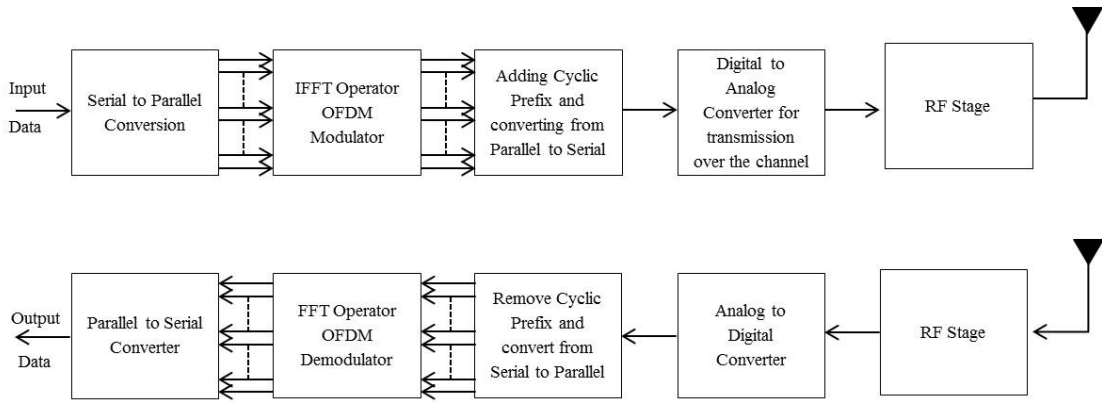 Input
Data
Serial to Parallel
Conversion
IFFT Operator
OFDM
Modulator
Adding Cyclic
Prefix and
converting from
Parallel to Serial
Digital to
Analog
Converter for
transmission
over the channel
RF Stage
Output
Data
Parallel to Serial
Converter
FFT Operator
OFDM
Demodulator
Remove Cyclic
Prefix and
convert from
Serial to Parallel
Analog to
Digital
Converter
RF Stage